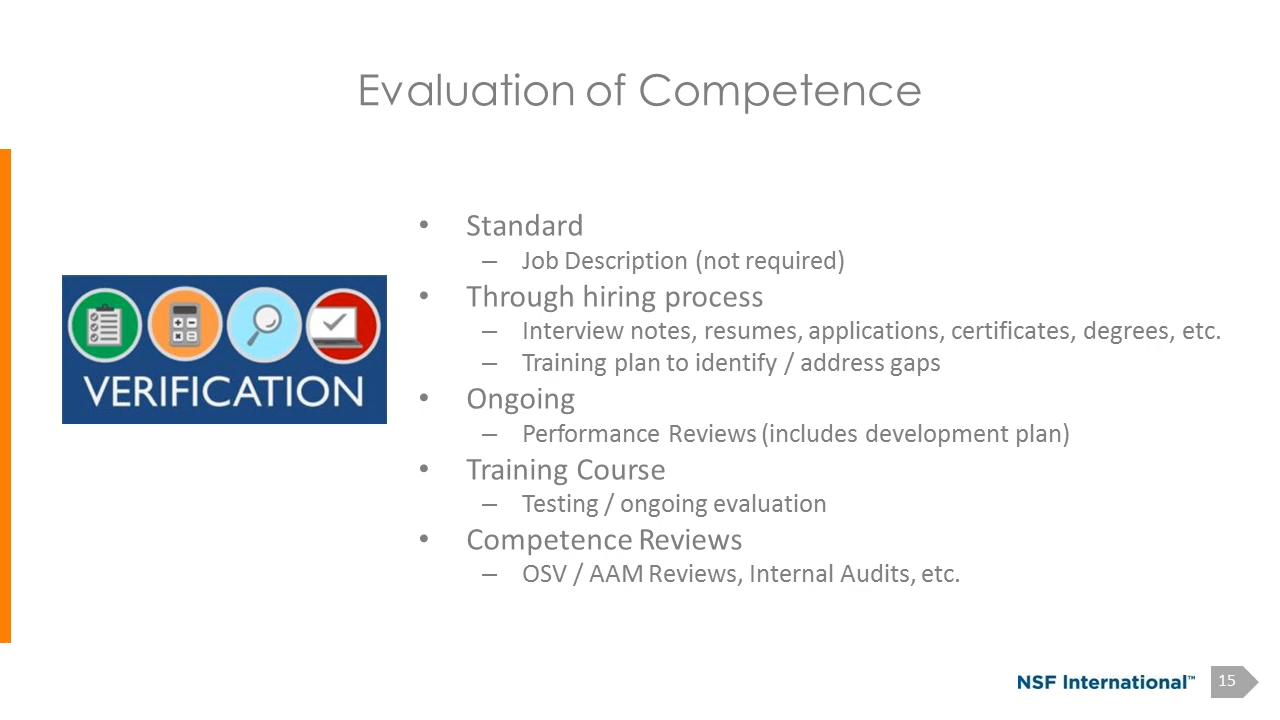 Evaluation of Competence
• Standard
– Job Description (not required)
• Through hiring process
– Interview notes, resumes, applications, certificates, degrees, etc.
– Training plan to identify / address gaps
• Ongoing
– Performance Reviews (includes development plan)
• Training Course
– Testing / ongoing evaluation
• Competence Reviews
– OSV / AAM Reviews, Internal Audits, etc.
VERIFICATION
NSF International™
15